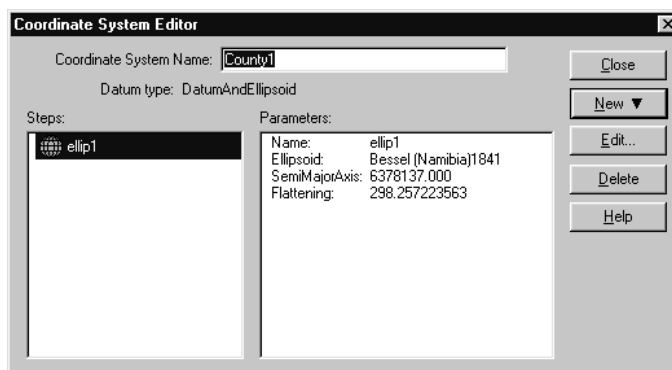 Coordinate System Editor
Coordinate System Name: County1
Datum type: DatumAndEllipsoid
Steps:
ellip1
Parameters:
Name: ellip1
Ellipsoid: Bessel (Namibia)1841
SemiMajorAxis: 6378137.000
Flattening: 298.257223563
Close
New ▼
Edit...
Delete
Help